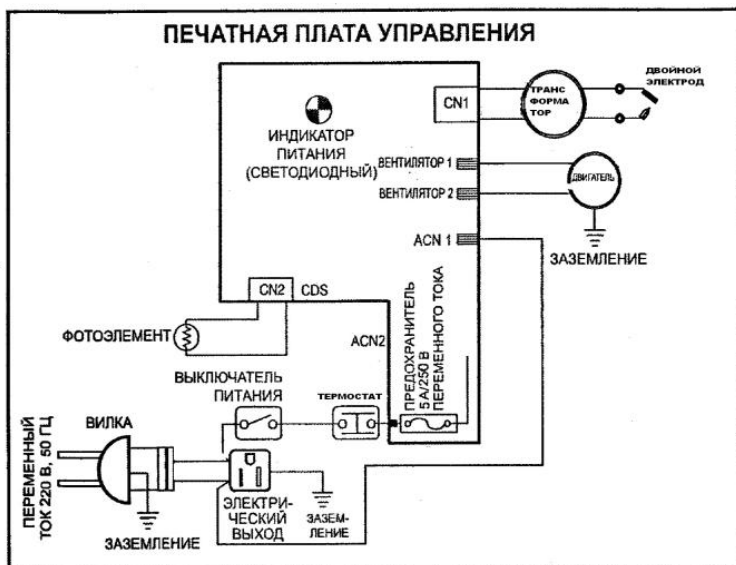 ПЕЧАТНАЯ ПЛАТА УПРАВЛЕНИЯ
ИНДИКАТОР
ПИТАНИЯ
(СВЕТОДИОДНЫЙ)
CN1
ТРАНС
ФОРМА
ТОР
ДВОЙНОЙ
ЭЛЕКТРОД
ВЕНТИЛЯТОР 1
ВЕНТИЛЯТОР 2
ДВИГАТЕЛЬ
ACN 1
ЗАЗЕМЛЕНИЕ
CN2
CDS
ФОТОЭЛЕМЕНТ
ACN2
ПРЕДОХРАНИТЕЛЬ
5 А/250 В
ПЕРЕМЕННОГО ТОКА
ВЫКЛЮЧАТЕЛЬ
ПИТАНИЯ
ТЕРМОСТАТ
ВИЛКА
ПЕРЕМЕННЫЙ
ТОК 220 В, 50 ГЦ
ЗАЗЕМЛЕНИЕ
ЭЛЕКТРИ-
ЧЕСКИЙ
ВЫХОД
ЗАЗЕМ-
ЛЕНИЕ